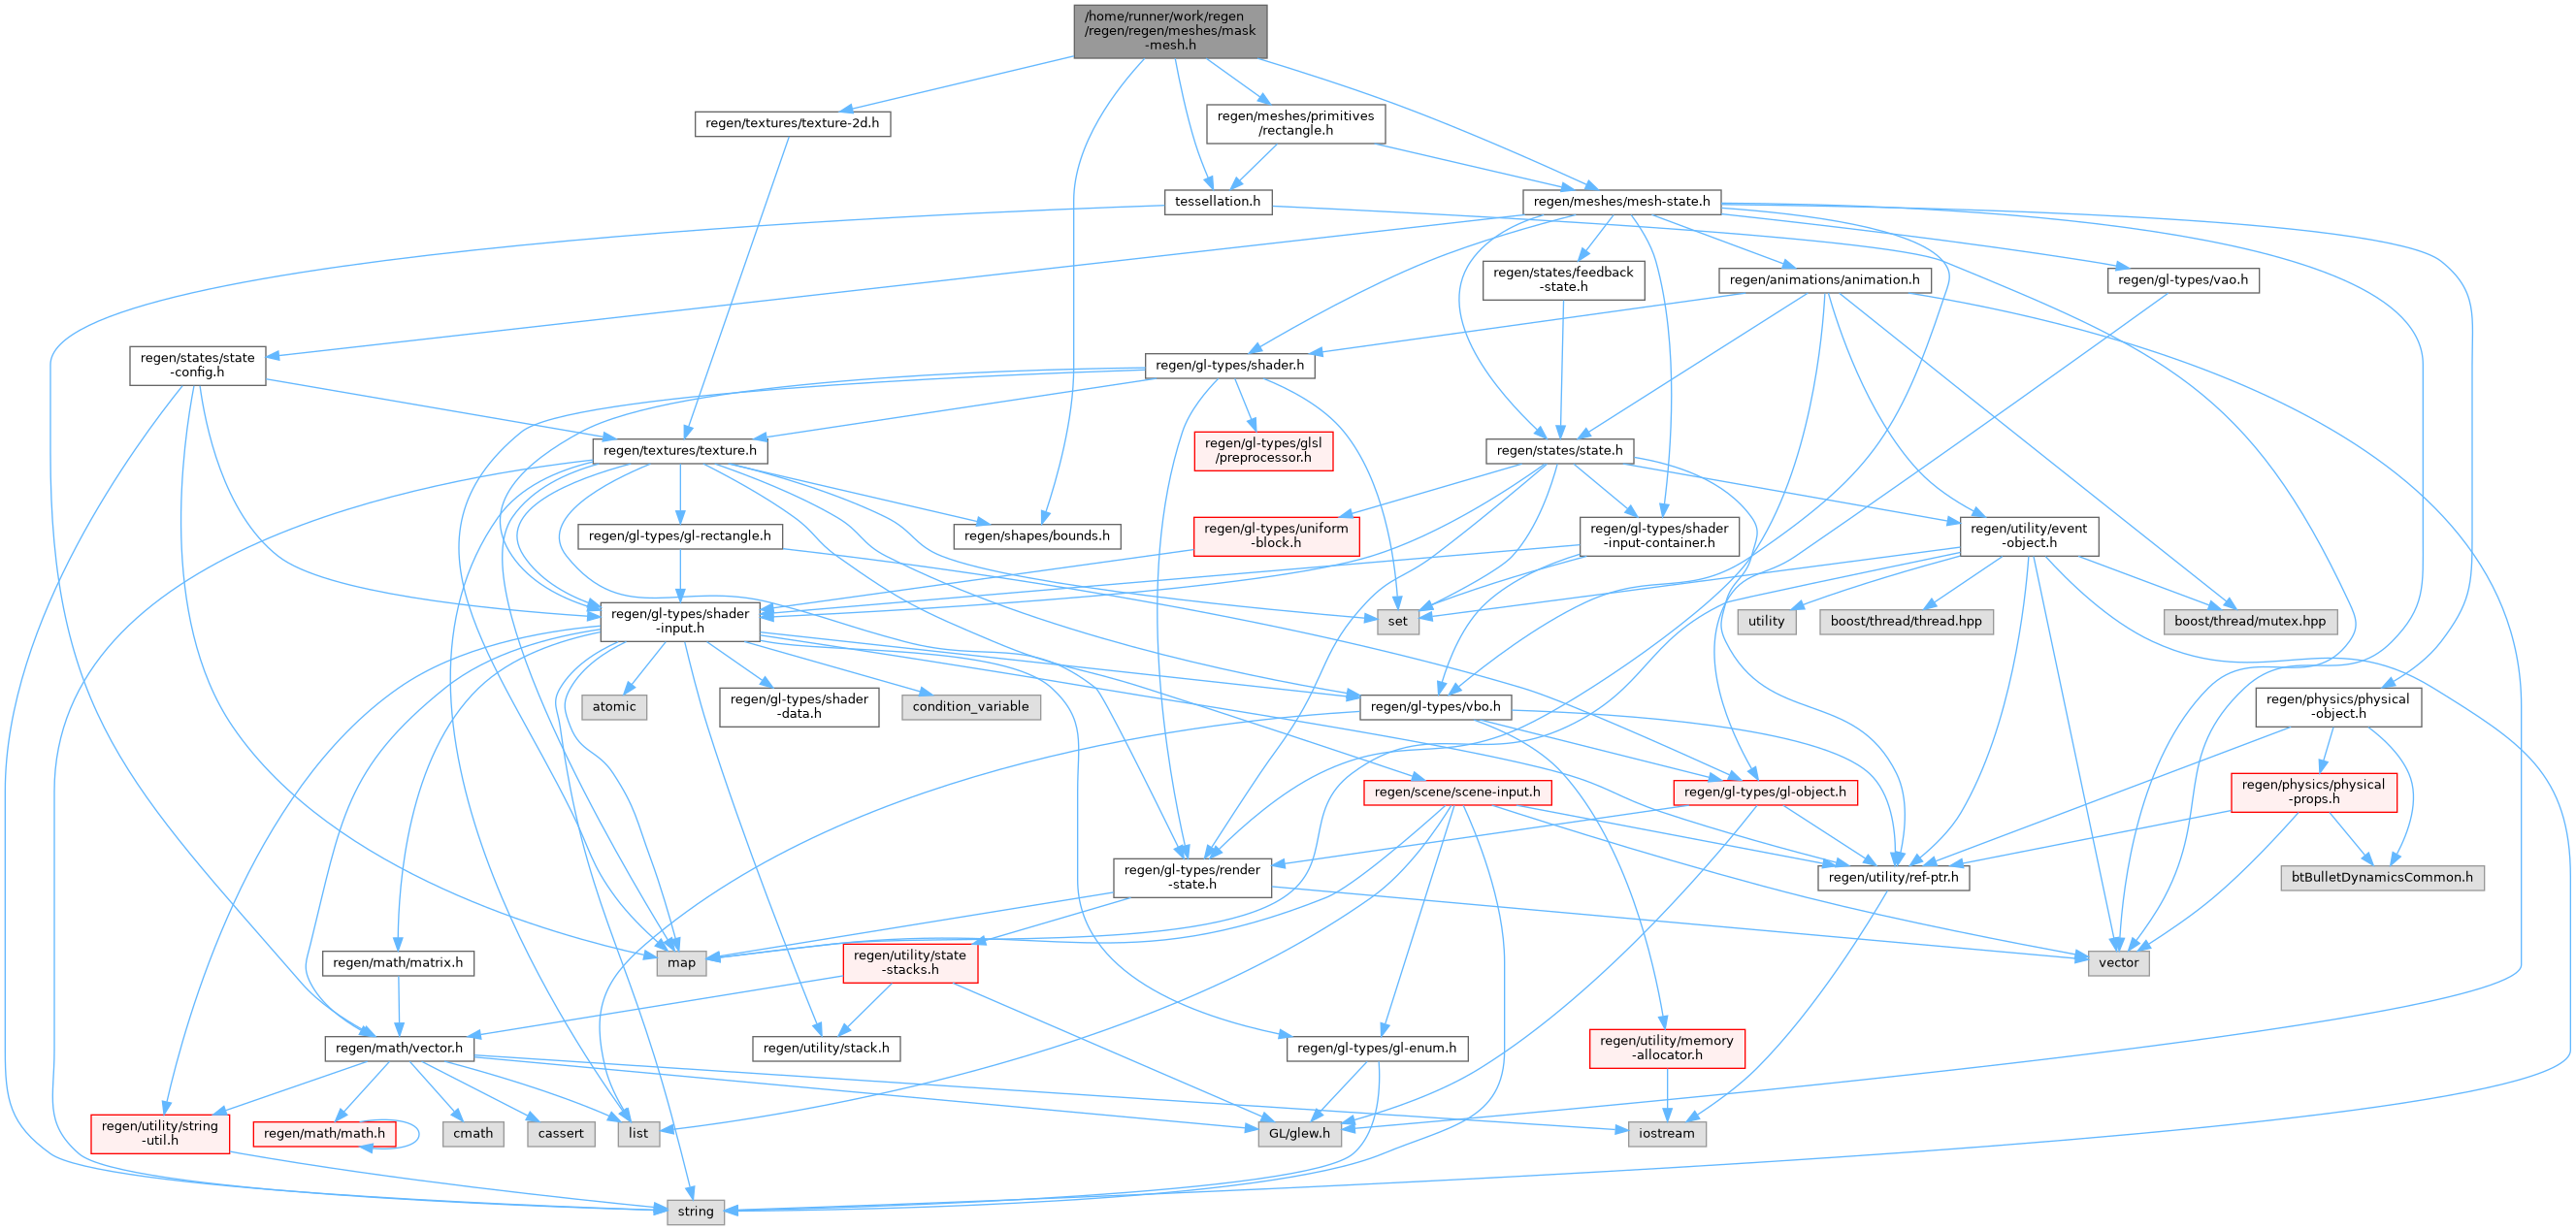 /home/runner/work/regen
/regen/regen/meshes/mask
-mesh.h
regen/textures/texture-2d.h
regen/meshes/primitives
/rectangle.h
tessellation.h
regen/meshes/mesh-state.h
regen/states/feedback
-state.h
regen/animations/animation.h
regen/gl-types/vao.h
regen/states/state
-config.h
regen/gl-types/shader.h
regen/textures/texture.h
regen/gl-types/glsl
/preprocessor.h
regen/states/state.h
regen/gl-types/gl-rectangle.h
regen/shapes/bounds.h
regen/gl-types/uniform
-block.h
regen/gl-types/shader
-input-container.h
regen/utility/event
-object.h
regen/gl-types/shader
-input.h
set
utility
boost/thread/thread.hpp
boost/thread/mutex.hpp
atomic
regen/gl-types/shader
-data.h
condition_variable
regen/gl-types/vbo.h
regen/physics/physical
-object.h
regen/scene/scene-input.h
regen/gl-types/gl-object.h
regen/physics/physical
-props.h
regen/gl-types/render
-state.h
regen/utility/ref-ptr.h
btBulletDynamicsCommon.h
regen/math/matrix.h
map
regen/utility/state
-stacks.h
vector
regen/math/vector.h
regen/utility/stack.h
regen/gl-types/gl-enum.h
regen/utility/memory
-allocator.h
regen/utility/string
-util.h
regen/math/math.h
cmath
cassert
list
GL/glew.h
iostream
string